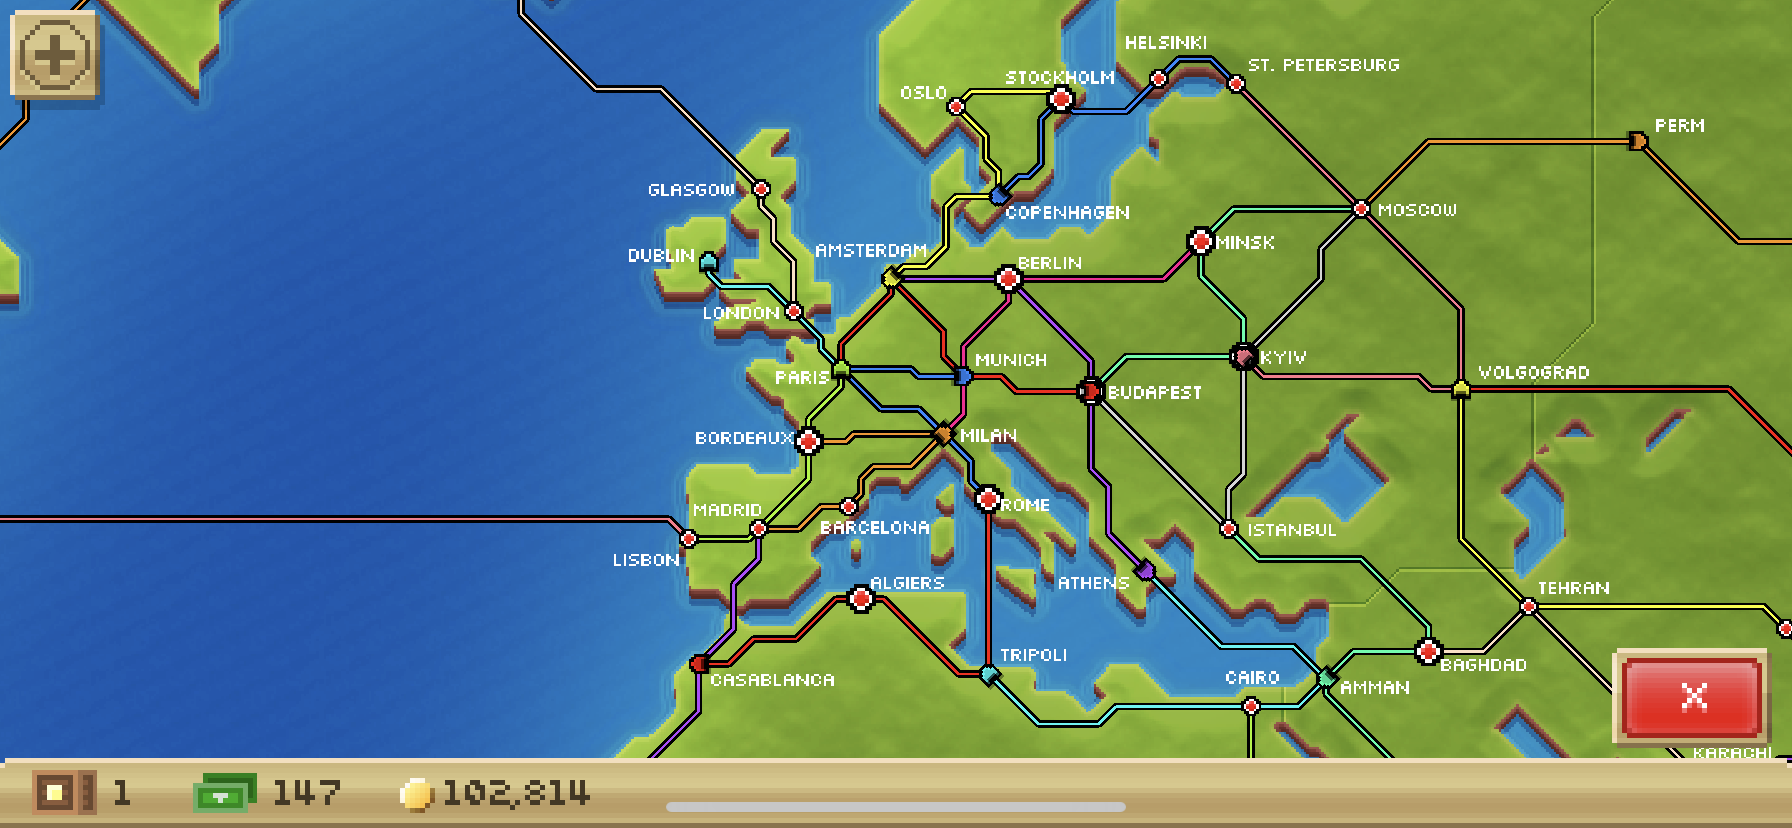 HELSINKI
ST. PETERSBURG
STOCKHOLM
OSLO
PERM
GLASGOW
COPENHAGEN
MOSCOW
MINSK
DUBLIN
AMSTERDAM
BERLIN
LONDON
MUNICH
KYIV
PARIS
VOLGOGRAD
BUDAPEST
BORDEAUX
MILAN
MADRID
ROME
BARCELONA
ISTANBUL
LISBON
ALGIERS
ATHENS
TEHRAN
TRIPOLI
BAGHDAD
CASABLANCA
CAIRO
AMMAN
KARACHI
1
147
102,814